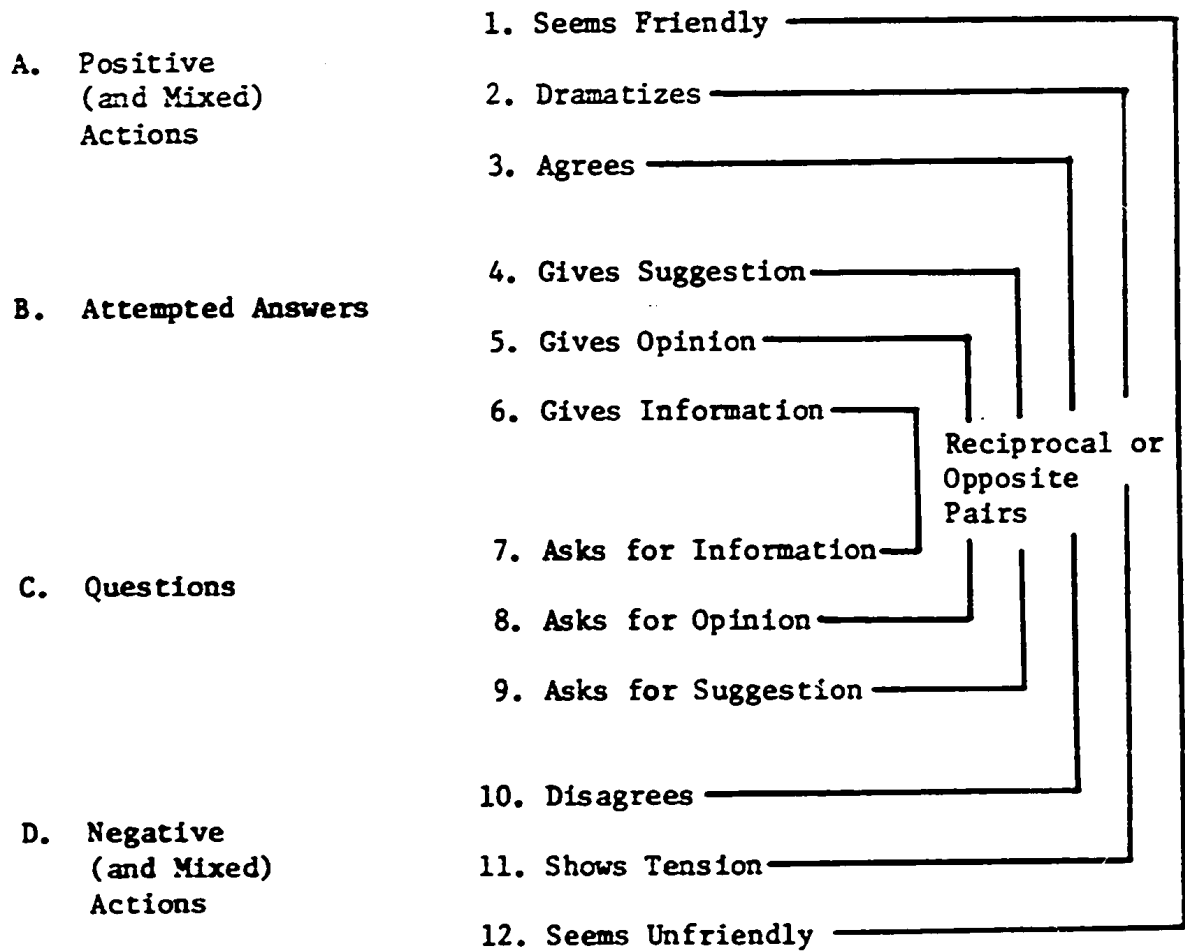 1. Seems Friendly
A. Positive
(and Mixed)
Actions
2. Dramatizes
3. Agrees
4. Gives Suggestion
B. Attempted Answers
5. Gives Opinion
6. Gives Information
Reciprocal or
Opposite
Pairs
7. Asks for Information
C. Questions
8. Asks for Opinion
9. Asks for Suggestion
10. Disagrees
D. Negative
(and Mixed)
Actions
11. Shows Tension
12. Seems Unfriendly